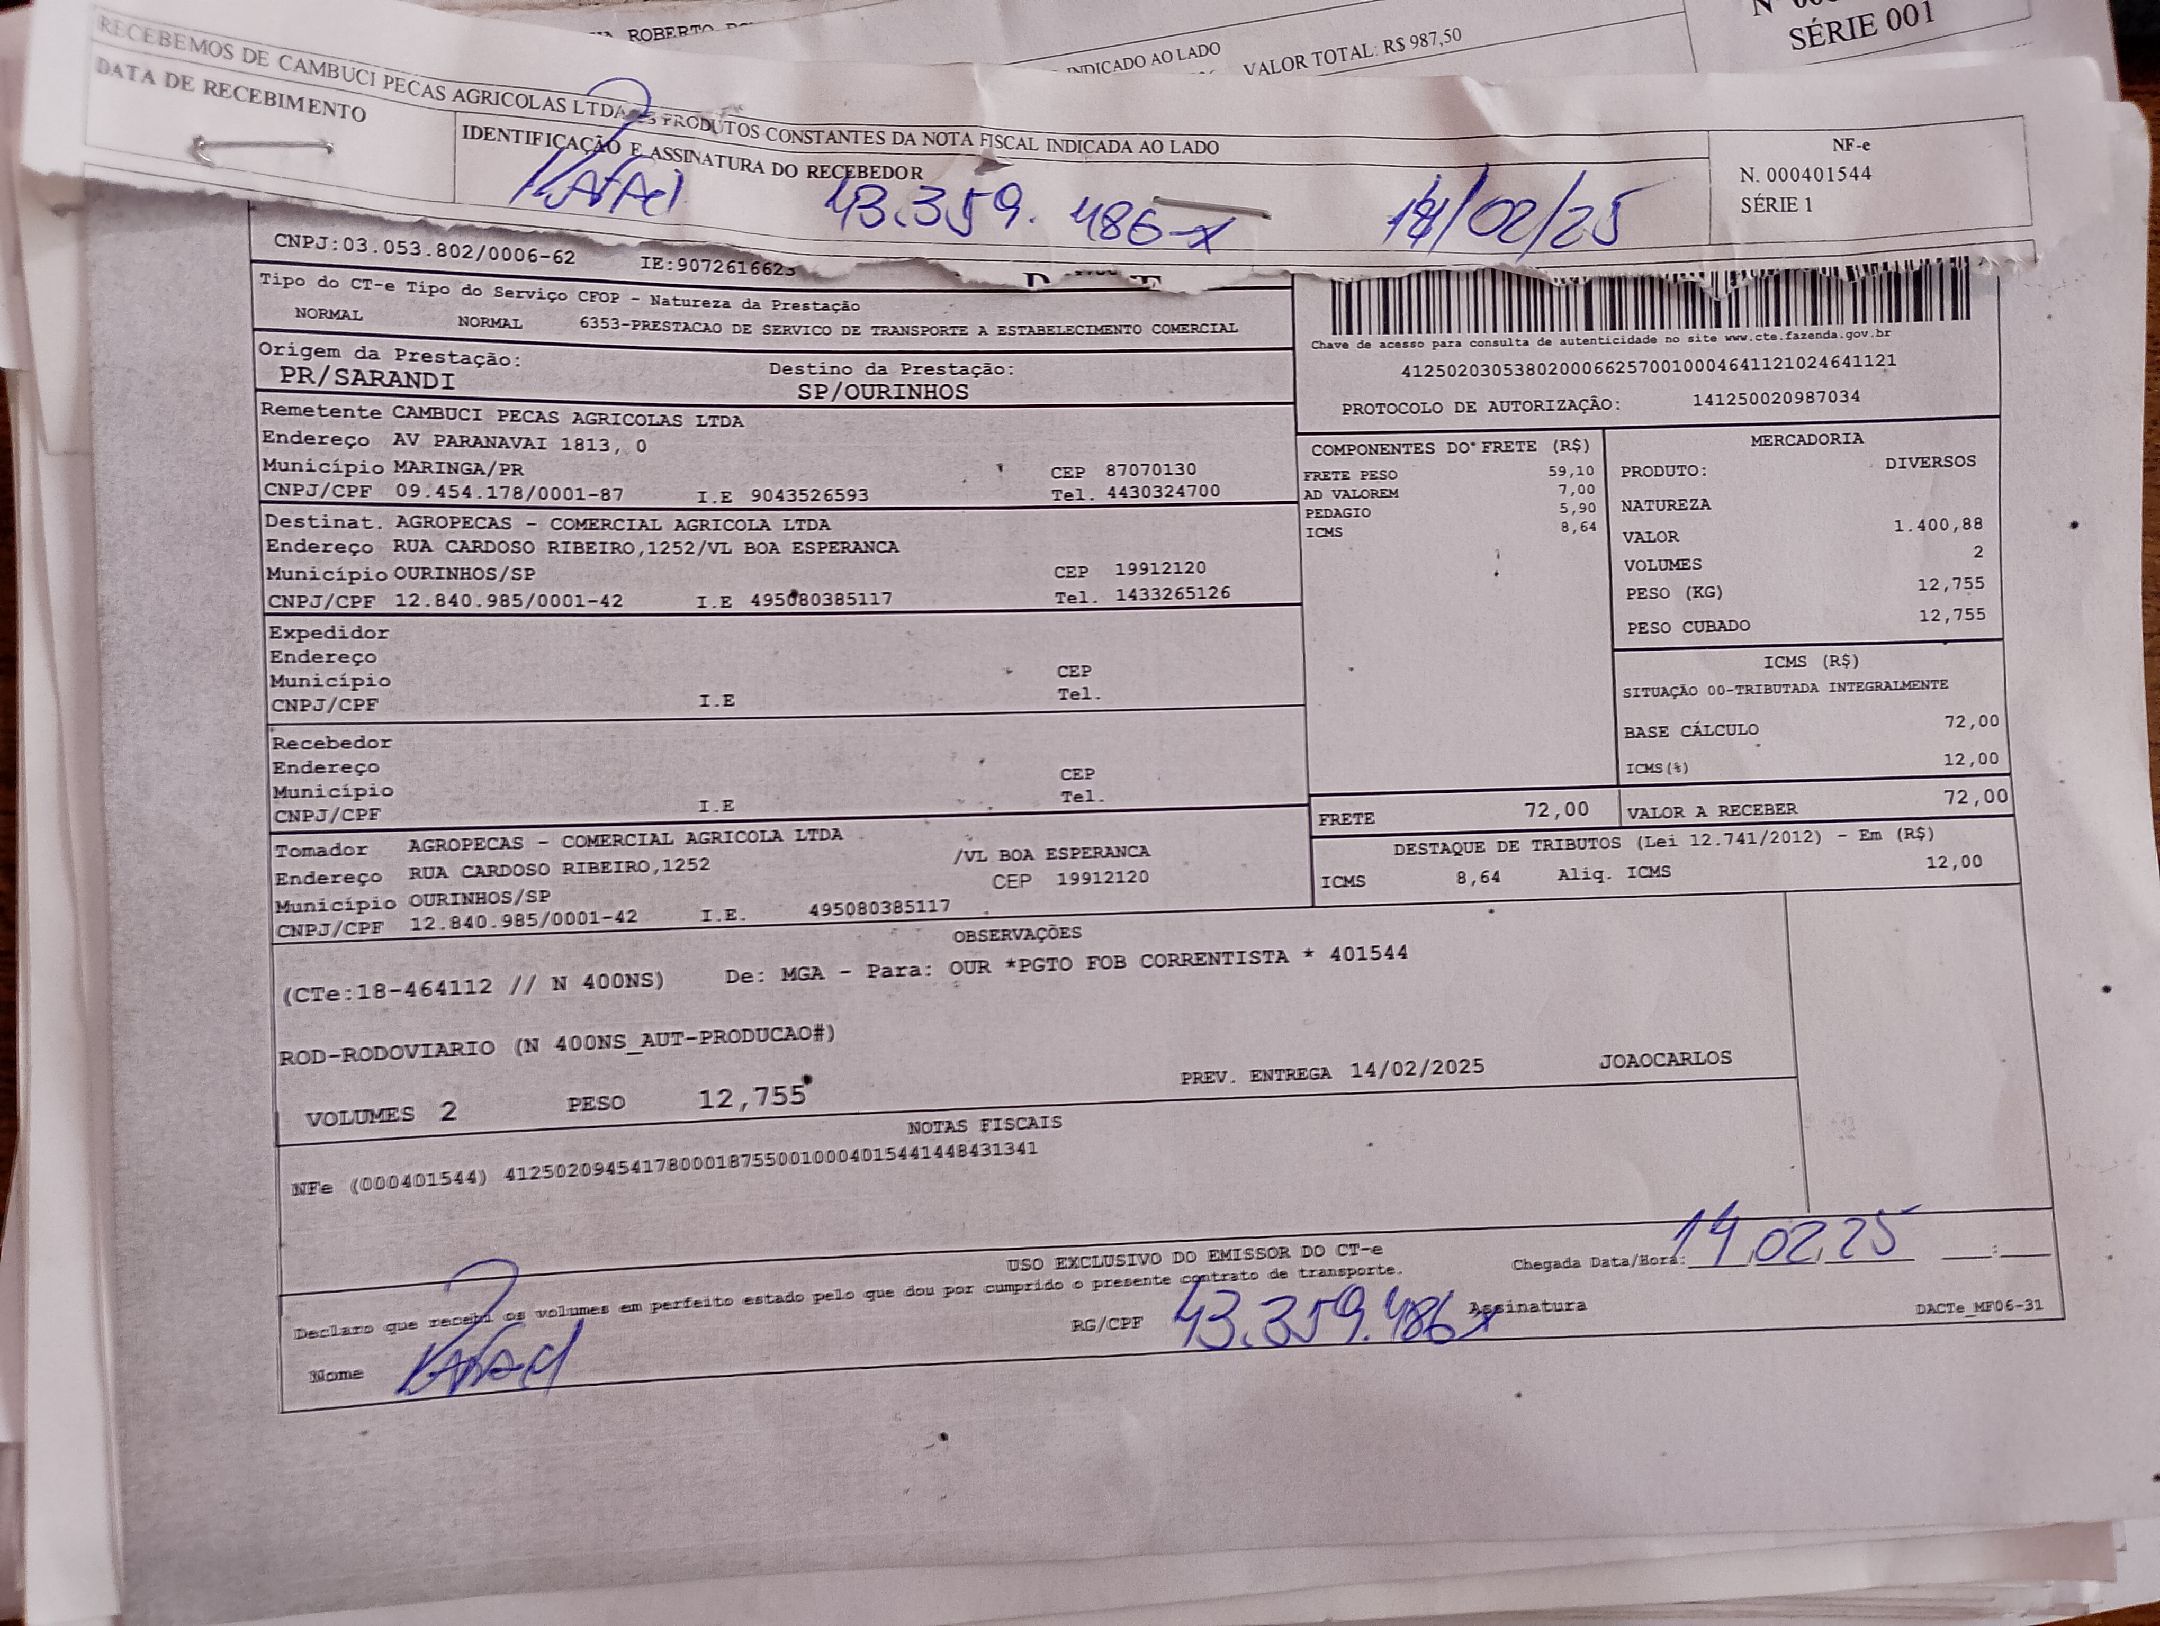 ROBERTO
INDICADO AO LADO
VALOR TOTAL: R$ 987,50
SÉRIE 001
RECEBEMOS DE CAMBUCI PECAS AGRICOLAS LTDA OS PRODUTOS CONSTANTES DA NOTA FISCAL INDICADA AO LADO
DATA DE RECEBIMENTO
IDENTIFICAÇÃO E ASSINATURA DO RECEBEDOR
NF-e
N. 000401544
SÉRIE 1
Rafael 43.359.486-x 14/02/25
CNPJ:03.053.802/0006-62 IE:9072616623
Tipo do CT-e Tipo do Serviço CFOP - Natureza da Prestação
NORMAL NORMAL 6353-PRESTACAO DE SERVICO DE TRANSPORTE A ESTABELECIMENTO COMERCIAL
Origem da Prestação: Destino da Prestação:
PR/SARANDI SP/OURINHOS
Chave de acesso para consulta de autenticidade no site www.cte.fazenda.gov.br
41250203053802000662570010004641121024641121
PROTOCOLO DE AUTORIZAÇÃO: 141250020987034
Remetente CAMBUCI PECAS AGRICOLAS LTDA
Endereço AV PARANAVAI 1813, 0
Município MARINGA/PR CEP 87070130
CNPJ/CPF 09.454.178/0001-87 I.E 9043526593 Tel. 4430324700
Destinat. AGROPECAS - COMERCIAL AGRICOLA LTDA
Endereço RUA CARDOSO RIBEIRO,1252/VL BOA ESPERANCA
Município OURINHOS/SP CEP 19912120
CNPJ/CPF 12.840.985/0001-42 I.E 495080385117 Tel. 1433265126
Expedidor
Endereço
Município CEP
CNPJ/CPF I.E Tel.
Recebedor
Endereço
Município CEP
CNPJ/CPF I.E Tel.
Tomador AGROPECAS - COMERCIAL AGRICOLA LTDA
Endereço RUA CARDOSO RIBEIRO,1252 /VL BOA ESPERANCA
Município OURINHOS/SP CEP 19912120
CNPJ/CPF 12.840.985/0001-42 I.E. 495080385117
COMPONENTES DO FRETE (R$)
FRETE PESO 59,10
AD VALOREM 7,00
PEDAGIO 5,90
ICMS 8,64
MERCADORIA
PRODUTO: DIVERSOS
NATUREZA
VALOR 1.400,88
VOLUMES 2
PESO (KG) 12,755
PESO CUBADO 12,755
ICMS (R$)
SITUAÇÃO 00-TRIBUTADA INTEGRALMENTE
BASE CÁLCULO 72,00
ICMS(%) 12,00
FRETE 72,00 VALOR A RECEBER 72,00
DESTAQUE DE TRIBUTOS (Lei 12.741/2012) - Em (R$)
ICMS 8,64 Aliq. ICMS 12,00
OBSERVAÇÕES
(CTe:18-464112 // N 400NS) De: MGA - Para: OUR *PGTO FOB CORRENTISTA * 401544
ROD-RODOVIARIO (N 400NS_AUT-PRODUCAO#)
VOLUMES 2 PESO 12,755 PREV. ENTREGA 14/02/2025 JOAOCARLOS
NOTAS FISCAIS
NFe (000401544) 41250209454178000187550010004015441448431341
USO EXCLUSIVO DO EMISSOR DO CT-e
Declaro que recebi os volumes em perfeito estado pelo que dou por cumprido o presente contrato de transporte.
Chegada Data/Hora: 14 02 25 :
Nome Rafael RG/CPF 43.359.486x Assinatura
DACTe_MF06-31